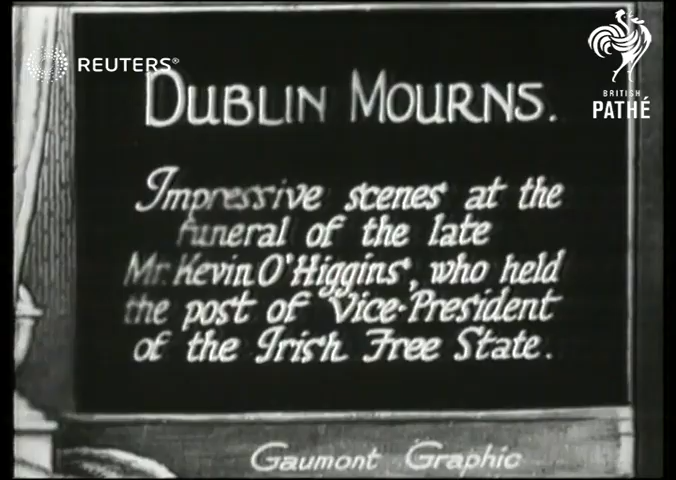 REUTERS®
BRITISH
PATHÉ
DUBLIN MOURNS.
Impressive scenes at the
funeral of the late
Mr. Kevin O'Higgins, who held
the post of Vice-President
of the Irish Free State.
Gaumont Graphic